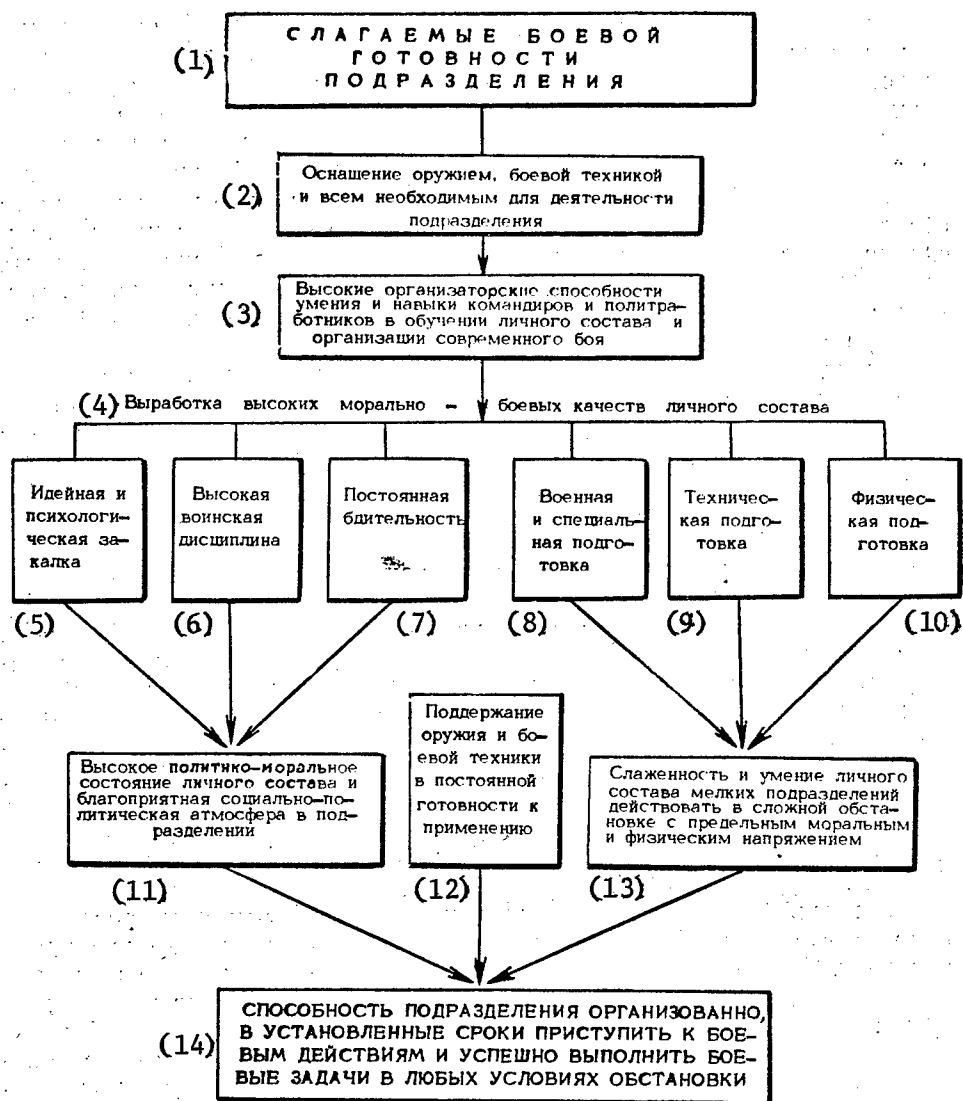 (1)
СЛАГАЕМЫЕ БОЕВОЙ
ГОТОВНОСТИ
ПОДРАЗДЕЛЕНИЯ
(2)
Оснащение оружием, боевой техникой
и всем необходимым для деятельности
подразделения
(3)
Высокие организаторские способности
умения и навыки командиров и политра–
ботников в обучении личного состава и
организации современного боя
(4) Выработка высоких морально – боевых качеств личного состава
Идейная и
психологи–
ческая за–
калка
(5)
Высокая
воинская
дисциплина
(6)
Постоянная
бдительность
(7)
Военная
и специаль–
ная подго–
товка
(8)
Техничес–
кая подго–
товка
(9)
Физичес–
кая под–
готовка
(10)
Высокое политико–моральное
состояние личного состава и
благоприятная социально–по–
литическая атмосфера в под–
разделении
(11)
Поддержание
оружия и бо–
евой техники
в постоянной
готовности к
применению
(12)
Слаженность и умение личного
состава мелких подразделений
действовать в сложной обста–
новке с предельным моральным
и физическим напряжением
(13)
(14)
СПОСОБНОСТЬ ПОДРАЗДЕЛЕНИЯ ОРГАНИЗОВАННО,
В УСТАНОВЛЕННЫЕ СРОКИ ПРИСТУПИТЬ К БОЕ–
ВЫМ ДЕЙСТВИЯМ И УСПЕШНО ВЫПОЛНИТЬ БОЕ–
ВЫЕ ЗАДАЧИ В ЛЮБЫХ УСЛОВИЯХ ОБСТАНОВКИ